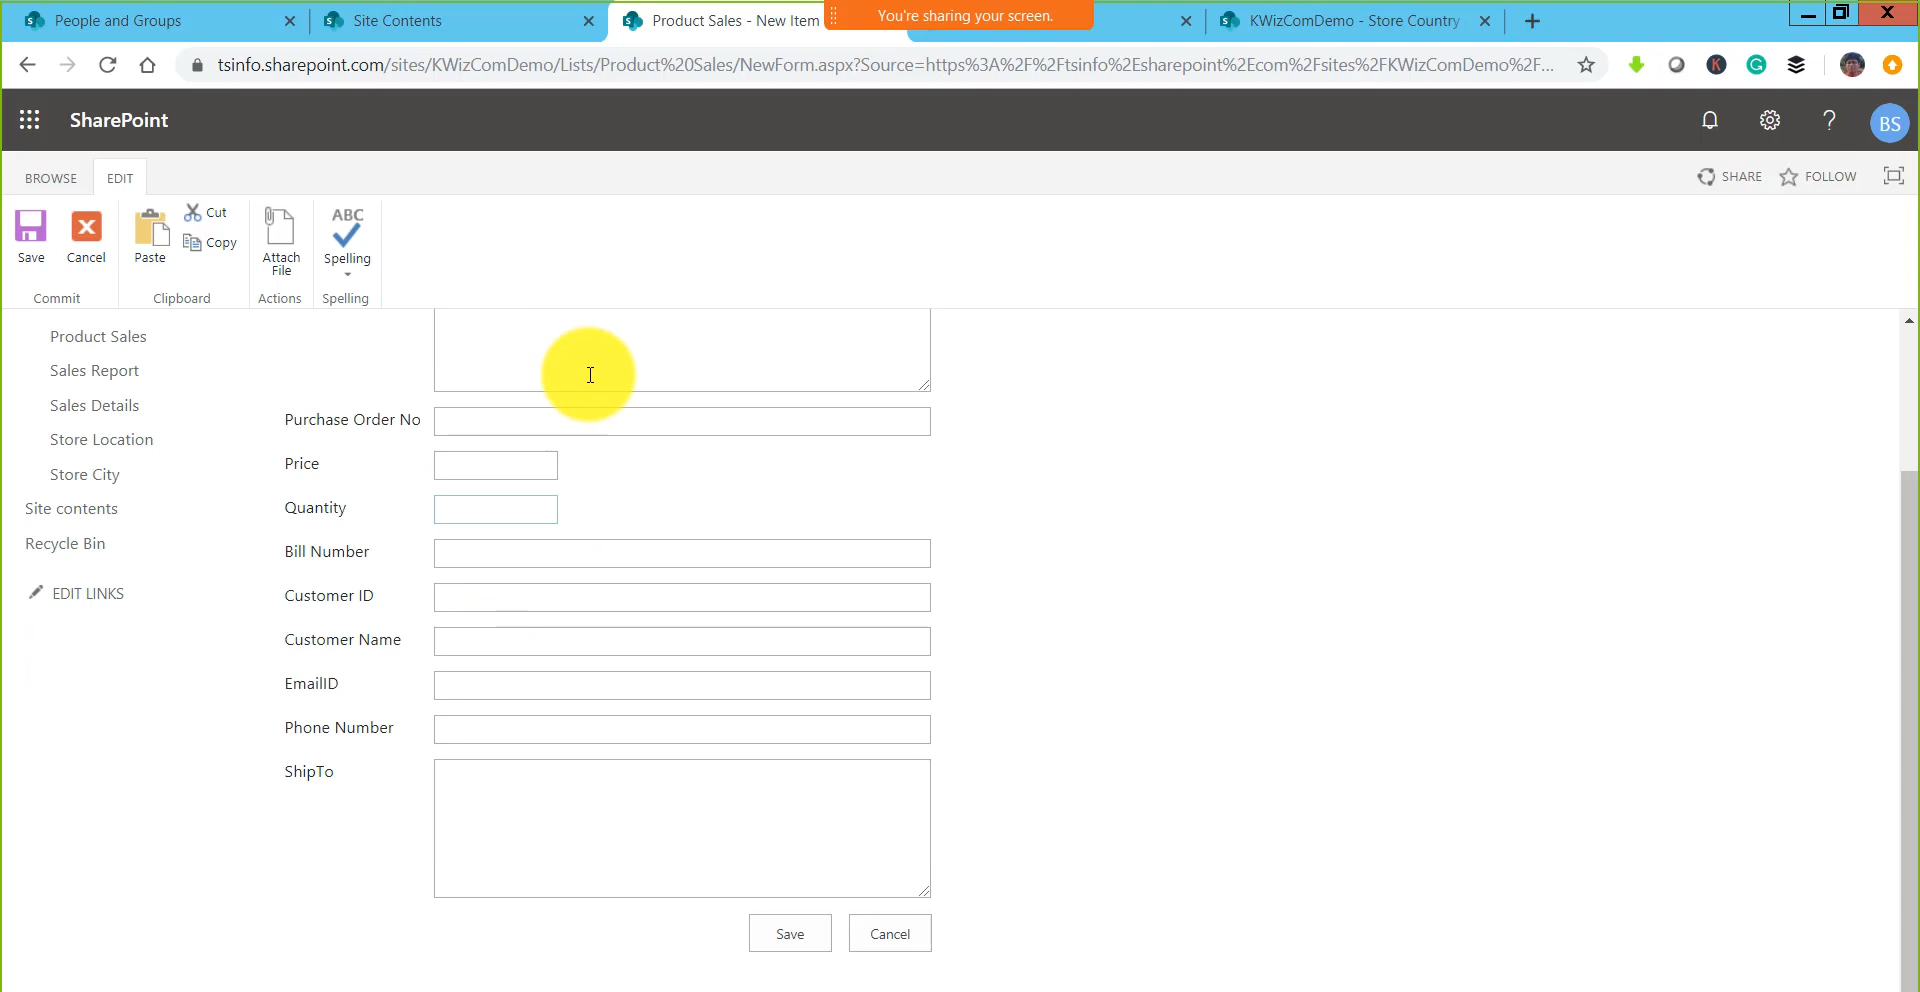 People and Groups
Site Contents
Product Sales - New Item
You're sharing your screen.
KWizComDemo - Store Country
tsinfo.sharepoint.com/sites/KWizComDemo/Lists/Product%20Sales/NewForm.aspx?Source=https%3A%2F%2Ftsinfo%2Esharepoint%2Ecom%2Fsites%2FKWizComDemo%2F...
SharePoint
BS
BROWSE
EDIT
SHARE
FOLLOW
Save
Cancel
Paste
Cut
Copy
Attach
File
ABC
Spelling
Commit
Clipboard
Actions
Spelling
Product Sales
Sales Report
Sales Details
Store Location
Store City
Site contents
Recycle Bin
EDIT LINKS
Purchase Order No
Price
Quantity
Bill Number
Customer ID
Customer Name
EmailID
Phone Number
ShipTo
Save
Cancel